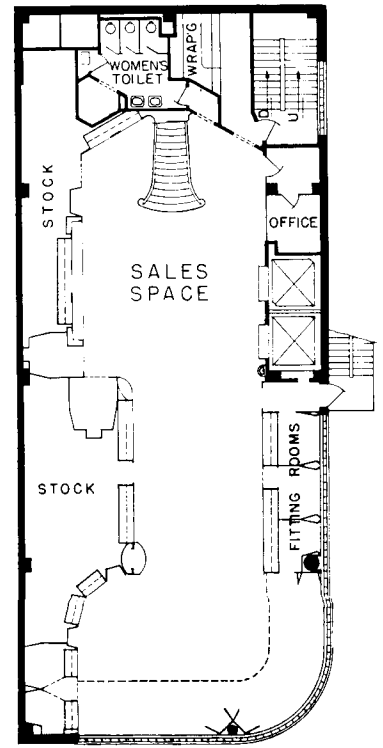 WOMEN'S
TOILET
WRAP'G
D
U
STOCK
OFFICE
SALES
SPACE
STOCK
FITTING ROOMS